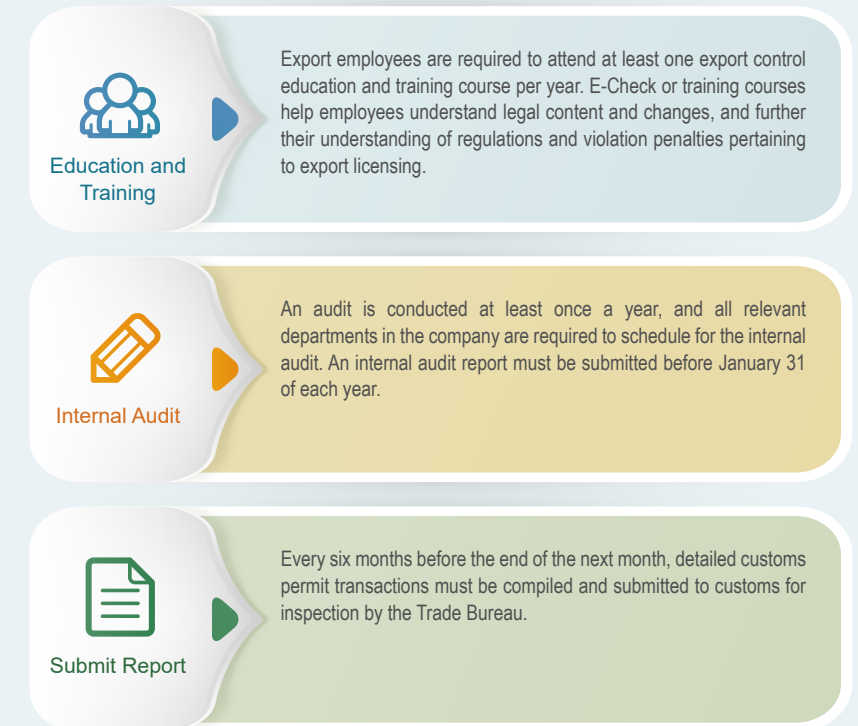 Education and
Training
Export employees are required to attend at least one export control
education and training course per year. E-Check or training courses
help employees understand legal content and changes, and further
their understanding of regulations and violation penalties pertaining
to export licensing.
Internal Audit
An audit is conducted at least once a year, and all relevant
departments in the company are required to schedule for the internal
audit. An internal audit report must be submitted before January 31
of each year.
Submit Report
Every six months before the end of the next month, detailed customs
permit transactions must be compiled and submitted to customs for
inspection by the Trade Bureau.